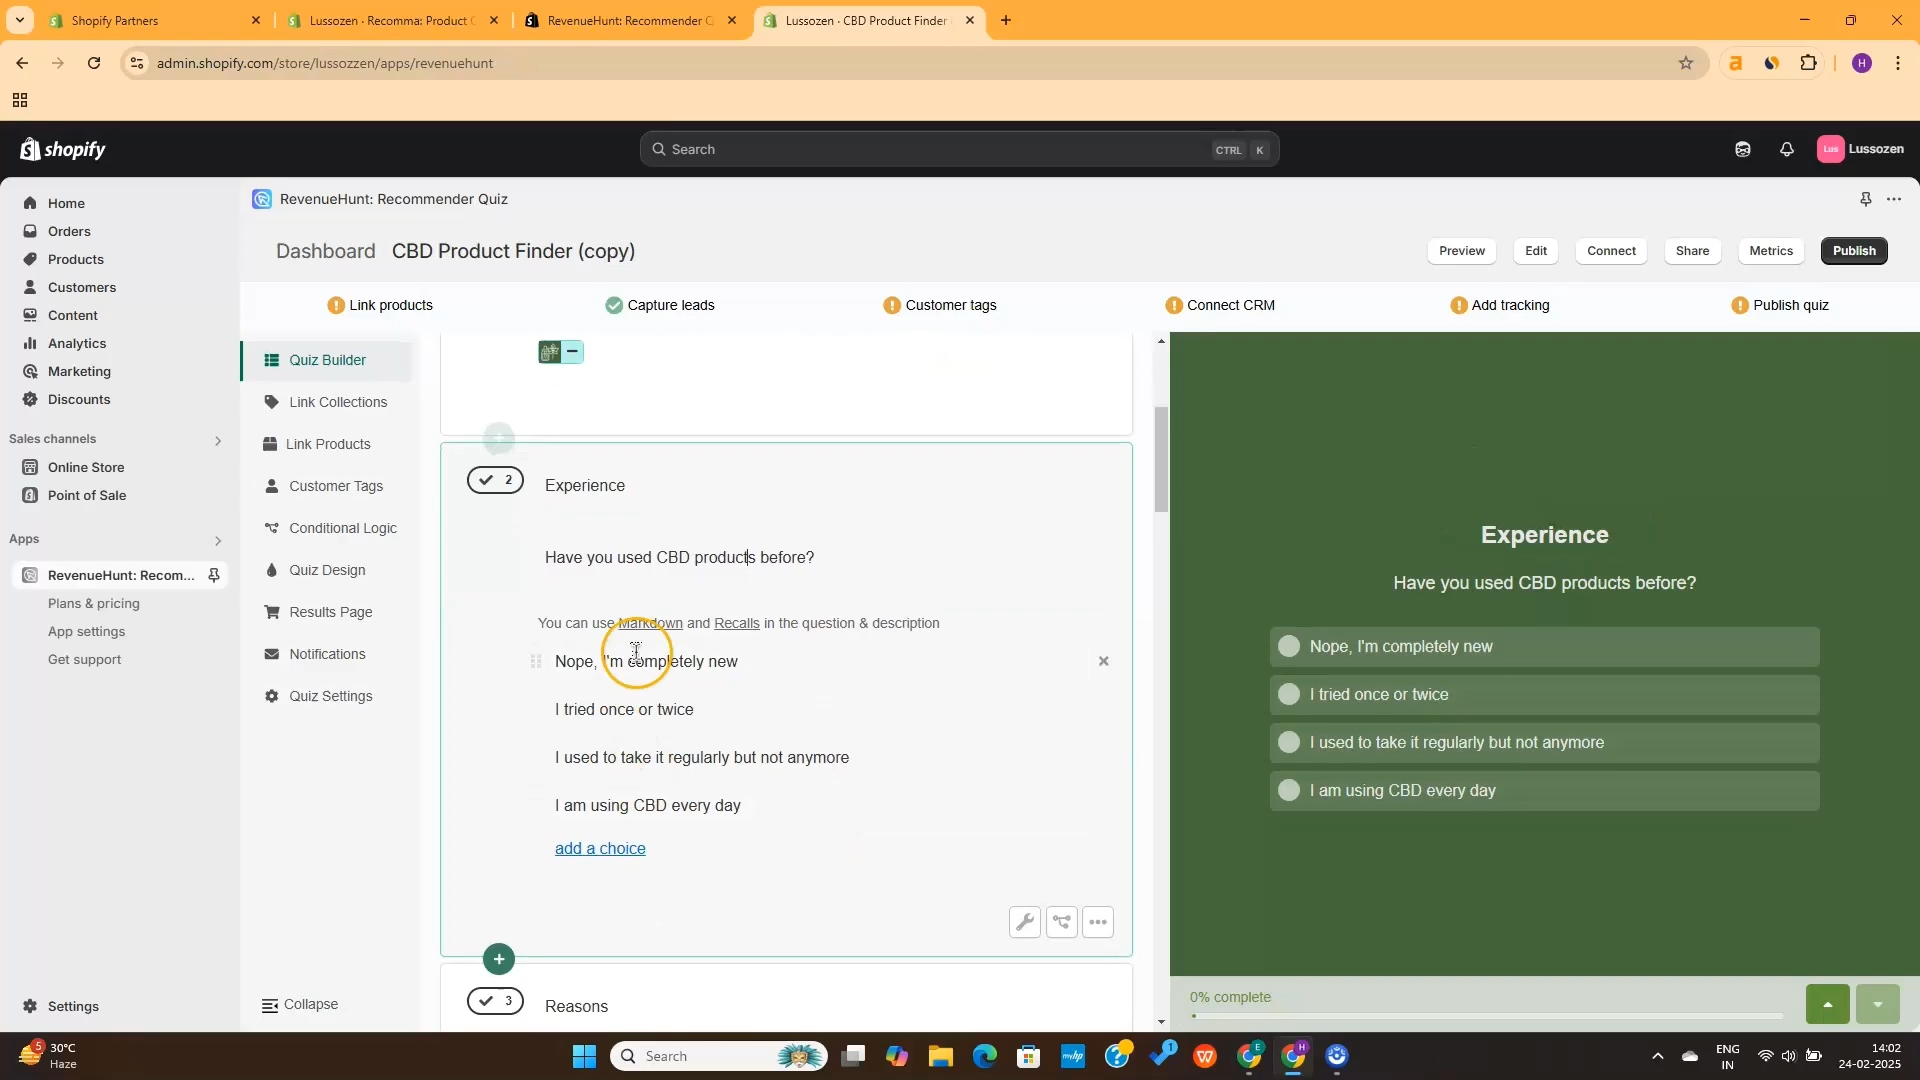 Shopify Partners
Lussozen · Recomma: Product
RevenueHunt: Recommender
Lussozen · CBD Product Finder
admin.shopify.com/store/lussozzen/apps/revenuehunt
shopify
Search
CTRL K
Lus
Lussozen
Home
Orders
Products
Customers
Content
Analytics
Marketing
Discounts
Sales channels
Online Store
Point of Sale
Apps
RevenueHunt: Recom...
Plans & pricing
App settings
Get support
Settings
RevenueHunt: Recommender Quiz
Dashboard CBD Product Finder (copy)
Preview
Edit
Connect
Share
Metrics
Publish
Link products
Capture leads
Customer tags
Connect CRM
Add tracking
Publish quiz
Quiz Builder
Link Collections
Link Products
Customer Tags
Conditional Logic
Quiz Design
Results Page
Notifications
Quiz Settings
Collapse
2
Experience
Have you used CBD products before?
You can use Markdown and Recalls in the question & description
Nope, I'm completely new
I tried once or twice
I used to take it regularly but not anymore
I am using CBD every day
add a choice
3
Reasons
Experience
Have you used CBD products before?
Nope, I'm completely new
I tried once or twice
I used to take it regularly but not anymore
I am using CBD every day
0% complete
5
30°C
Haze
Search
myhp
1
E
H
ENG
IN
14:02
24-02-2025